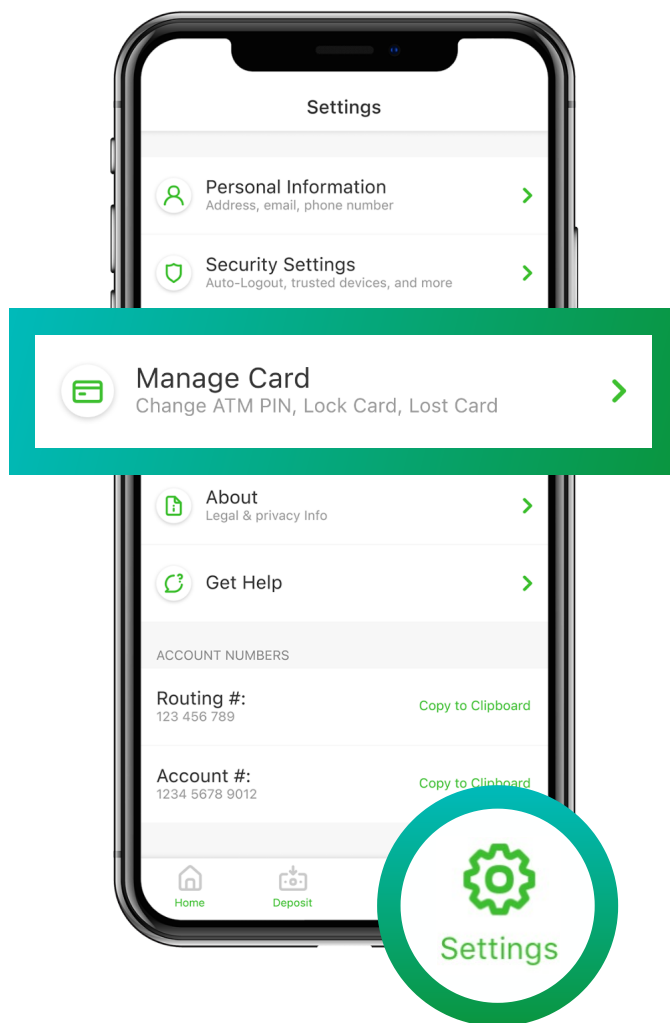 Settings
Personal Information
Address, email, phone number
Security Settings
Auto-Logout, trusted devices, and more
Manage Card
Change ATM PIN, Lock Card, Lost Card
About
Legal & privacy Info
Get Help
ACCOUNT NUMBERS
Routing #:
123 456 789
Copy to Clipboard
Account #:
1234 5678 9012
Copy to Clipboard
Home
Deposit
Settings